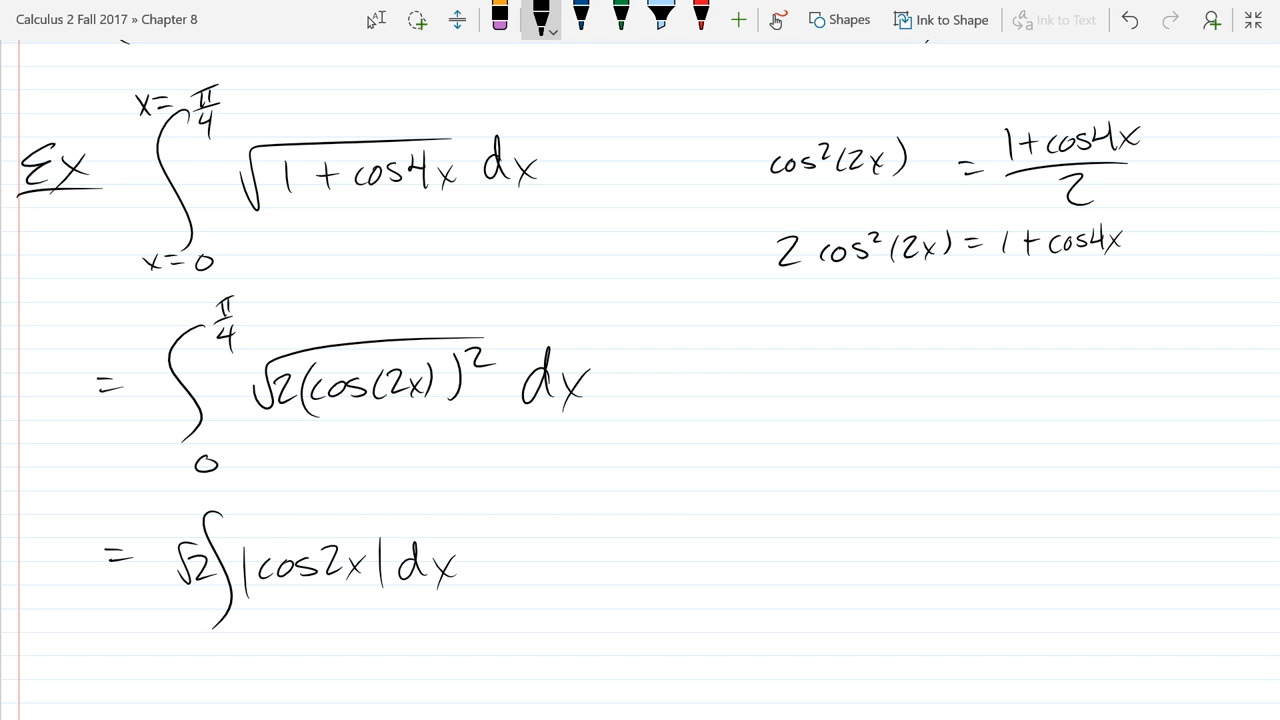 Calculus 2 Fall 2017 » Chapter 8
Shapes
Ink to Shape
Ink to Text
Ex ∫_{x=0}^{x=π/4} √(1 + cos4x) dx
cos²(2x) = (1+cos4x)/2
2 cos²(2x) = 1 + cos4x
= ∫_0^{π/4} √(2(cos(2x))²) dx
= √2 ∫ |cos2x| dx